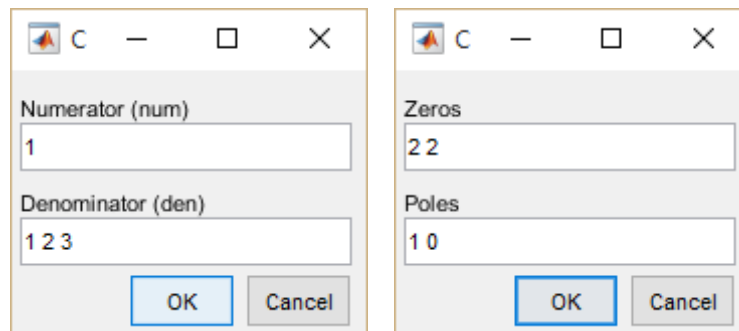 C
Numerator (num)
1
Denominator (den)
1 2 3
OK Cancel
C
Zeros
2 2
Poles
1 0
OK Cancel